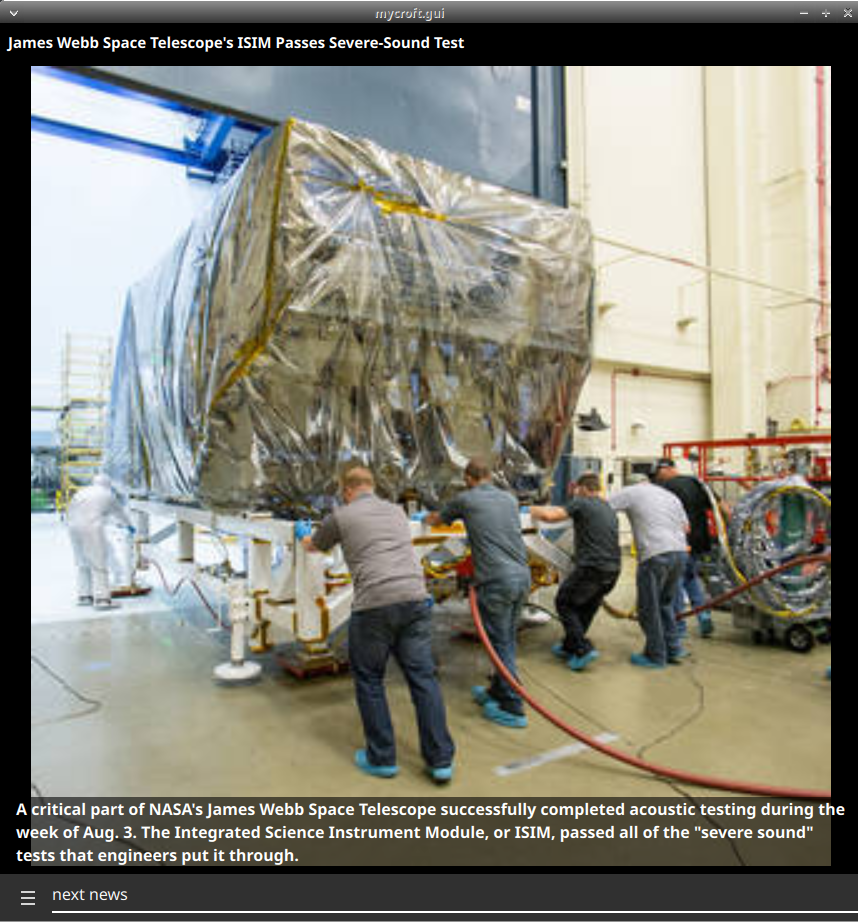 mycroft.gui
James Webb Space Telescope's ISIM Passes Severe-Sound Test
A critical part of NASA's James Webb Space Telescope successfully completed acoustic testing during the
week of Aug. 3. The Integrated Science Instrument Module, or ISIM, passed all of the "severe sound"
tests that engineers put it through.
next news